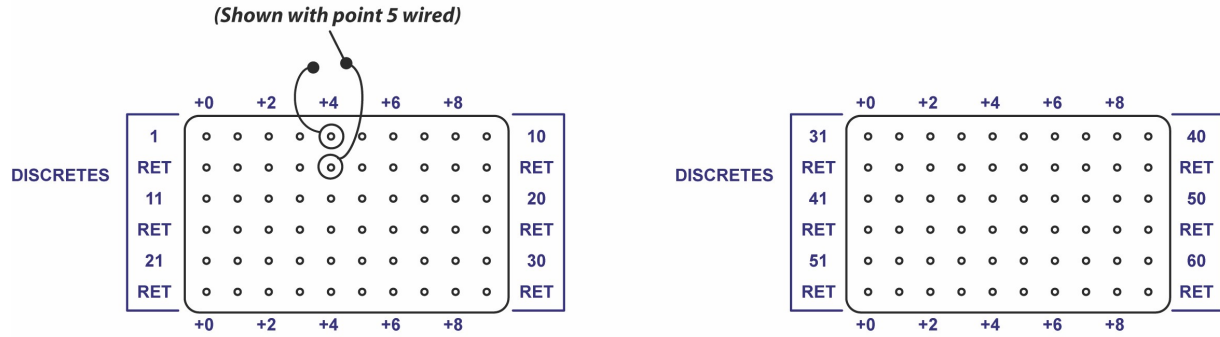 (Shown with point 5 wired)
+0 +2 +4 +6 +8
DISCRETES
1 10
RET RET
11 20
RET RET
21 30
RET RET
+0 +2 +4 +6 +8
+0 +2 +4 +6 +8
DISCRETES
31 40
RET RET
41 50
RET RET
51 60
RET RET
+0 +2 +4 +6 +8